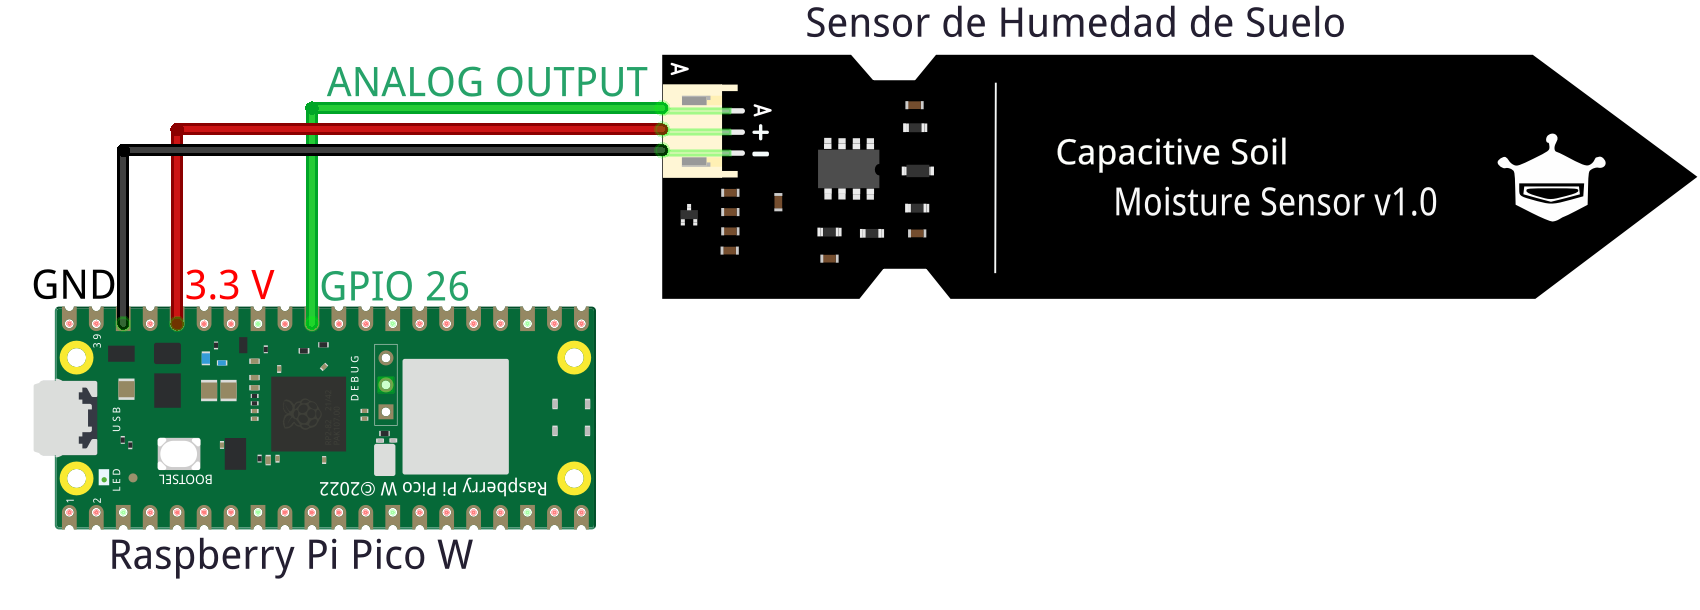 Sensor de Humedad de Suelo
ANALOG OUTPUT
A
A
+
-
Capacitive Soil
Moisture Sensor v1.0
GND
3.3 V
GPIO 26
39
DEBUG
USB
BOOTSEL
LED
1
2
Raspberry Pi Pico W ©2022
Raspberry Pi Pico W